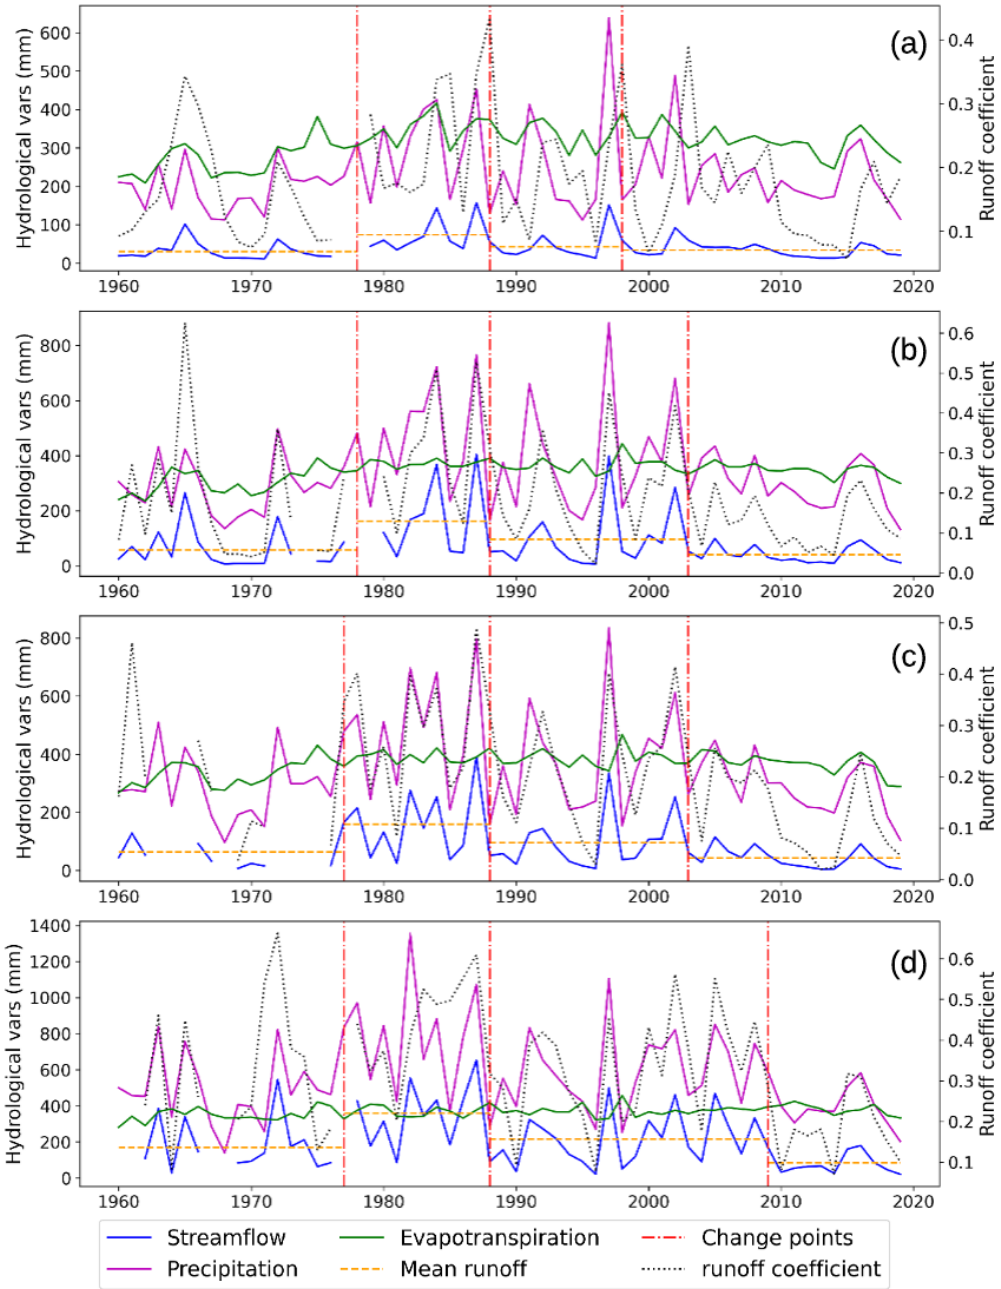 (a)
Hydrological vars (mm)
600
500
400
300
200
100
0
0.4
0.3
0.2
0.1
Runoff coefficient
1960 1970 1980 1990 2000 2010 2020
(b)
Hydrological vars (mm)
800
600
400
200
0
0.6
0.5
0.4
0.3
0.2
0.1
0.0
Runoff coefficient
1960 1970 1980 1990 2000 2010 2020
(c)
Hydrological vars (mm)
800
600
400
200
0
0.5
0.4
0.3
0.2
0.1
0.0
Runoff coefficient
1960 1970 1980 1990 2000 2010 2020
(d)
Hydrological vars (mm)
1400
1200
1000
800
600
400
200
0
0.6
0.5
0.4
0.3
0.2
0.1
Runoff coefficient
1960 1970 1980 1990 2000 2010 2020
Streamflow Evapotranspiration Change points
Precipitation Mean runoff runoff coefficient